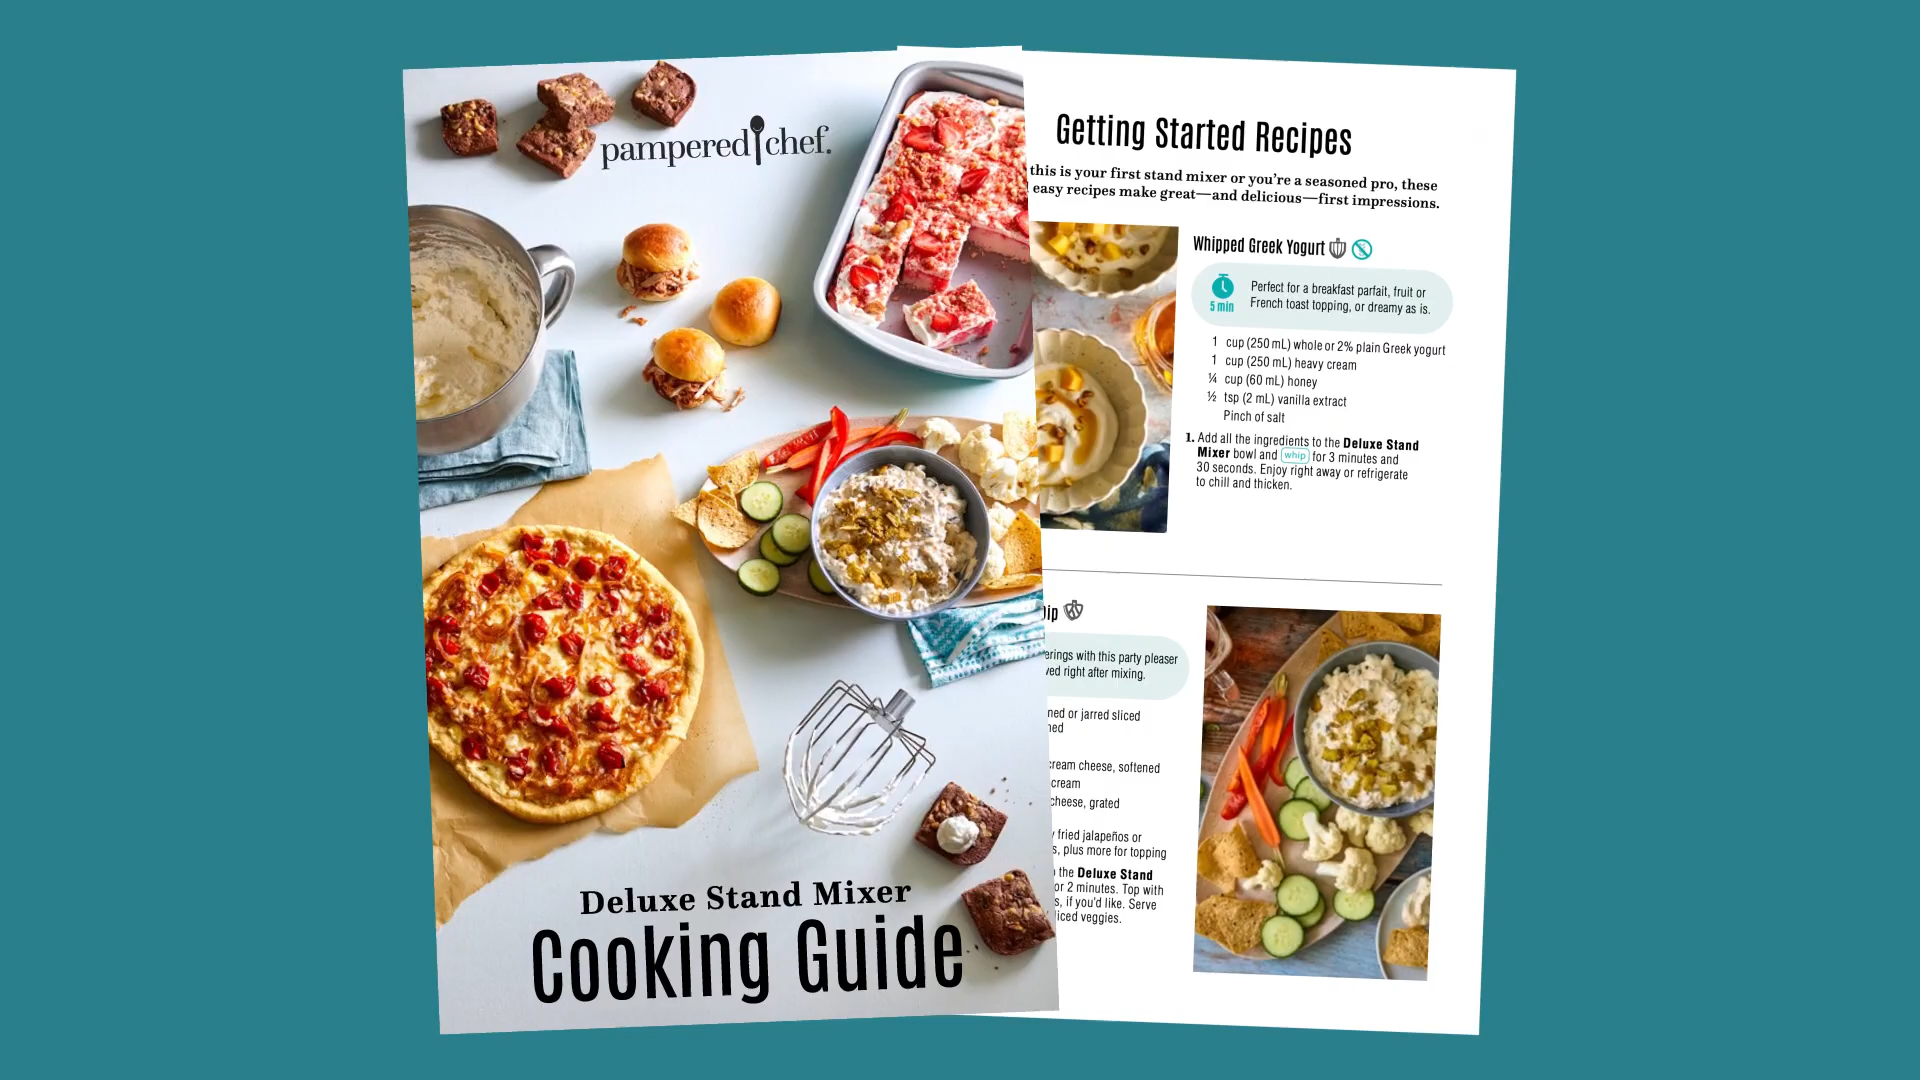 pampered chef.
Deluxe Stand Mixer
Cooking Guide
Getting Started Recipes
this is your first stand mixer or you're a seasoned pro, these
easy recipes make great—and delicious—first impressions.
Whipped Greek Yogurt
5 min
Perfect for a breakfast parfait, fruit or
French toast topping, or dreamy as is.
1 cup (250 mL) whole or 2% plain Greek yogurt
1 cup (250 mL) heavy cream
¼ cup (60 mL) honey
½ tsp (2 mL) vanilla extract
Pinch of salt
1. Add all the ingredients to the Deluxe Stand
Mixer bowl and whip for 3 minutes and
30 seconds. Enjoy right away or refrigerate
to chill and thicken.
with this party pleaser
right after mixing.
or jarred sliced
cream cheese, softened
cream
cheese, grated
fried jalapeños or
plus more for topping
the Deluxe Stand
or 2 minutes. Top with
if you'd like. Serve
veggies.